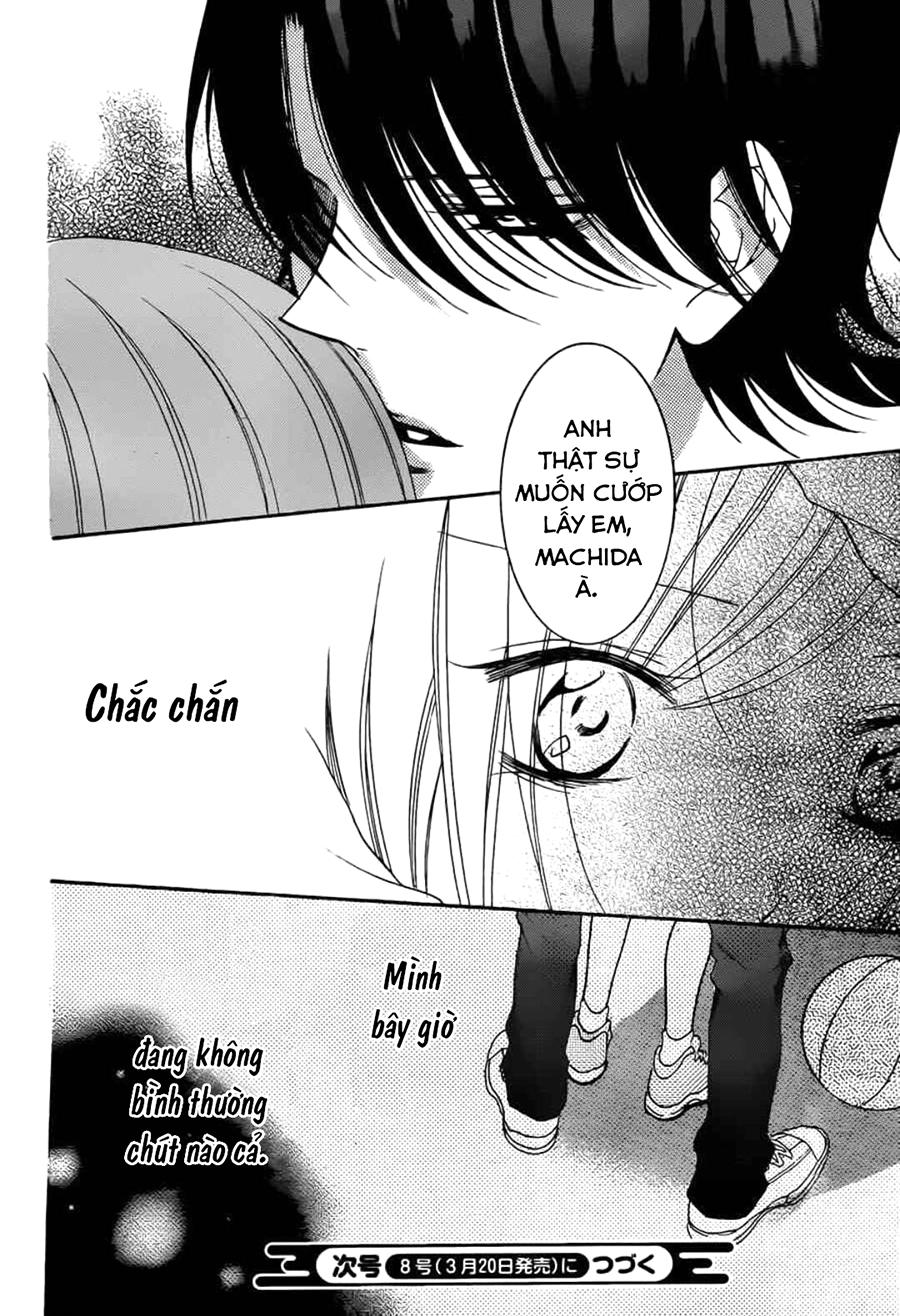 ANH
THẬT SỰ
MUỐN CƯỚP
LẤY EM,
MACHIDA
À.
Chắc chắn
Mình
bây giờ
đang không
bình thường
chút nào cả.
次号 8号(3月20日発売)に つづく